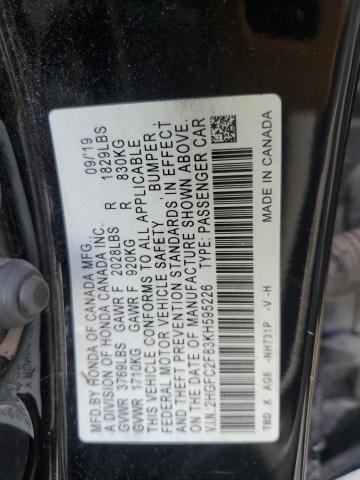 MFD. BY HONDA OF CANADA MFG. 09/'19
A DIVISION OF HONDA CANADA INC.
GVWR 3769LBS GAWR F 2028LBS R 1829LBS
GVWR 1710KG GAWR F 920KG R 830KG
THIS VEHICLE CONFORMS TO ALL APPLICABLE
FEDERAL MOTOR VEHICLE SAFETY, BUMPER,
AND THEFT PREVENTION STANDARDS IN EFFECT
ON THE DATE OF MANUFACTURE SHOWN ABOVE.
V.I.N: 2HGFC2F83KH595226 TYPE: PASSENGER CAR
TBD K AG6 -NH731P -V -H MADE IN CANADA